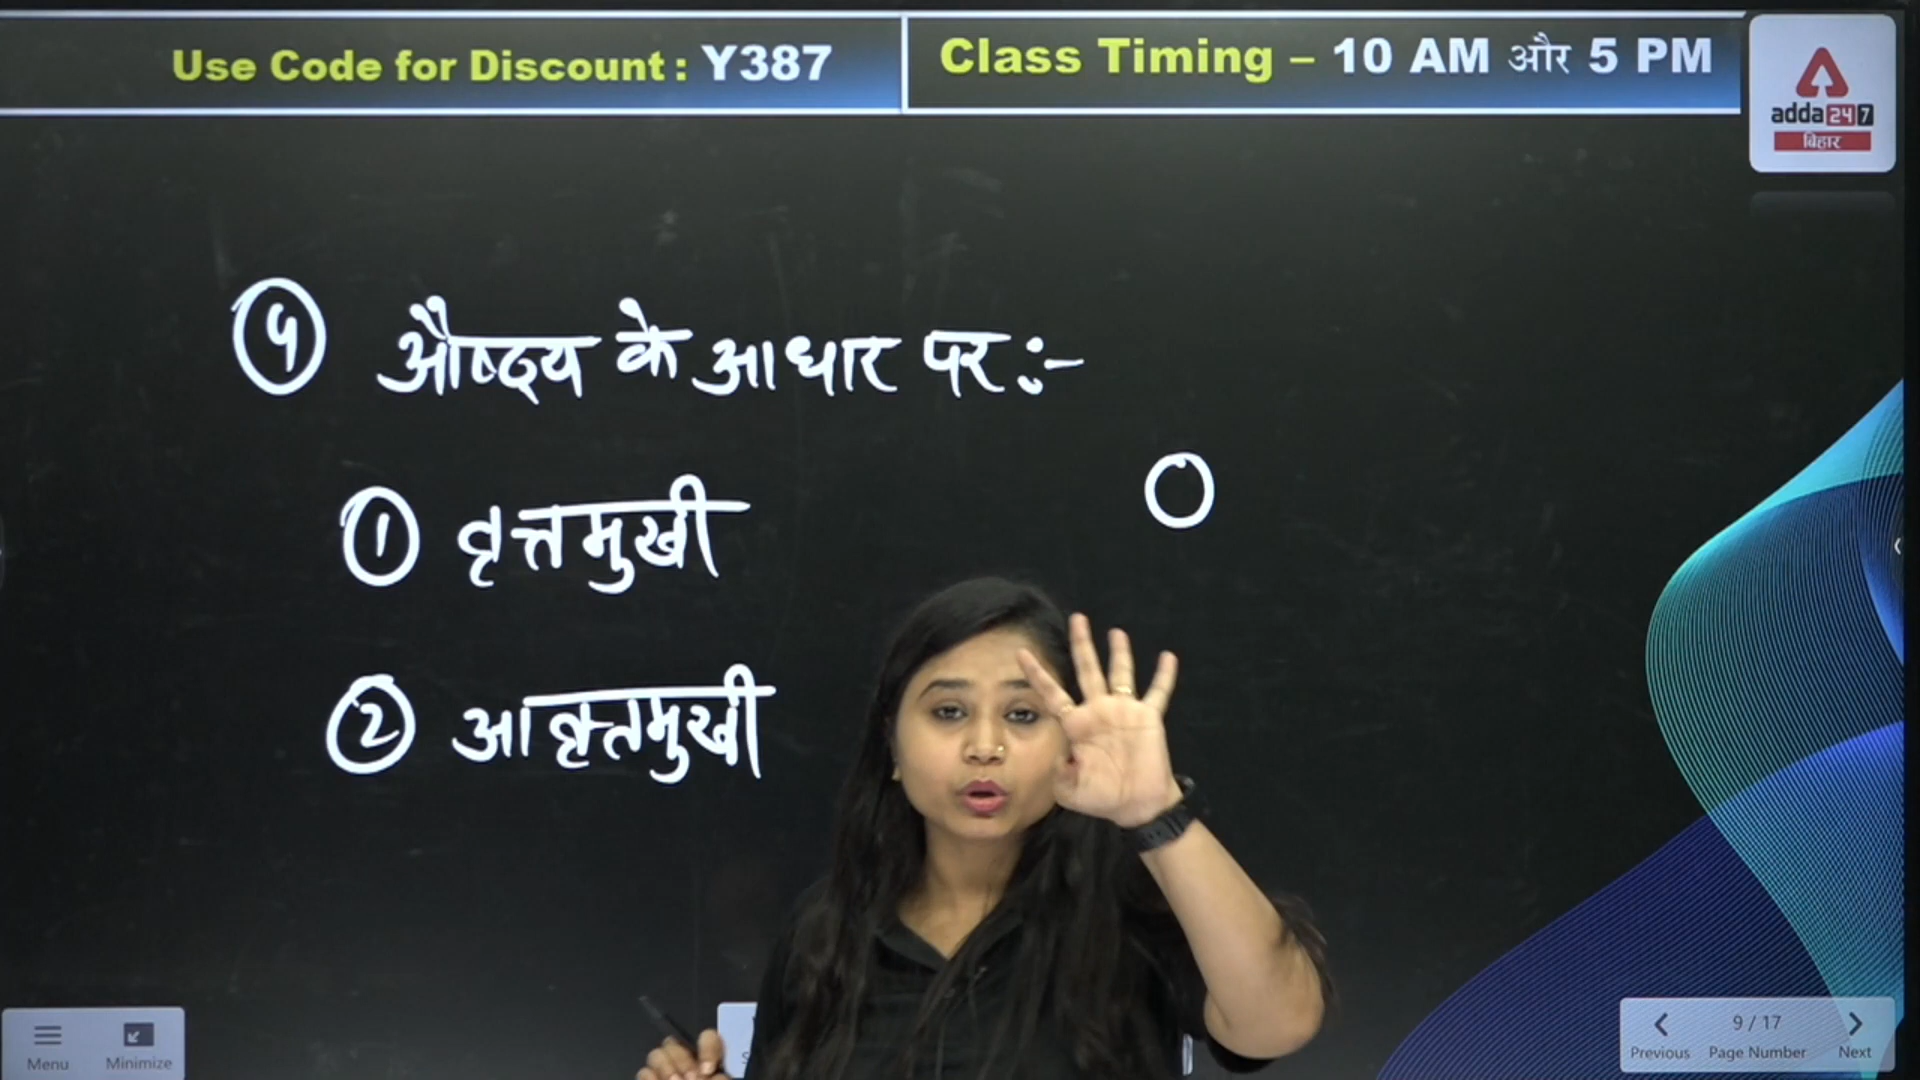 Use Code for Discount : Y387
Class Timing – 10 AM और 5 PM
adda247
बिहार
५ औष्ठ्य के आधार पर :-
O
1 वृत्तमुखी
2 आवृत्तमुखी
Menu
Minimize
9 / 17
Previous
Page Number
Next